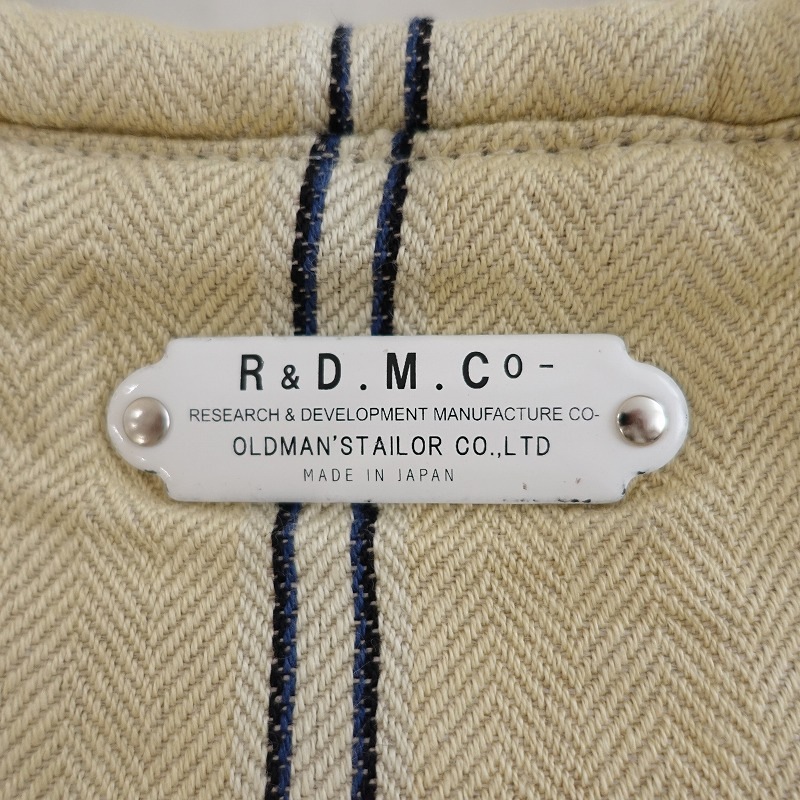 R & D . M . Co -
RESEARCH & DEVELOPMENT MANUFACTURE CO-
OLDMAN'STAILOR CO.,LTD
MADE IN JAPAN